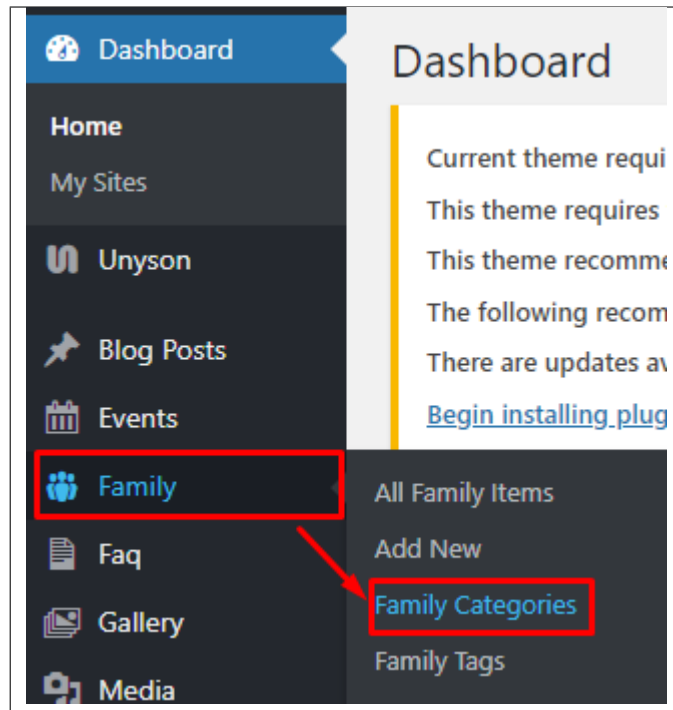 Dashboard
Home
My Sites
Unyson
Blog Posts
Events
Family
Faq
Gallery
Media
Dashboard
Current theme requi
This theme requires
This theme recomme
The following recom
There are updates av
Begin installing plug
All Family Items
Add New
Family Categories
Family Tags